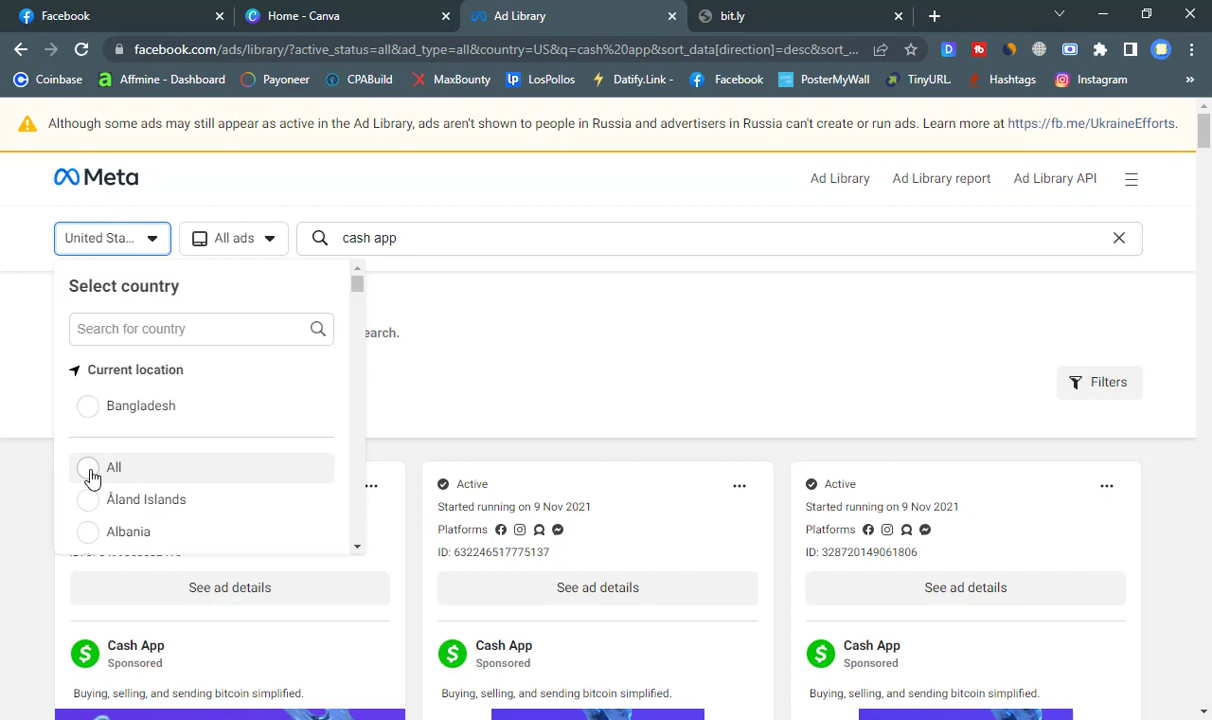 Facebook
Home - Canva
Ad Library
bit.ly
facebook.com/ads/library/?active_status=all&ad_type=all&country=US&q=cash%20app&sort_data[direction]=desc&sort_...
Coinbase
Affmine - Dashboard
Payoneer
CPABuild
MaxBounty
LosPollos
Datify.Link -
Facebook
PosterMyWall
TinyURL
Hashtags
Instagram
Although some ads may still appear as active in the Ad Library, ads aren't shown to people in Russia and advertisers in Russia can't create or run ads. Learn more at https://fb.me/UkraineEfforts.
Meta
Ad Library
Ad Library report
Ad Library API
United Sta...
All ads
cash app
Select country
Search for country
earch.
Current location
Filters
Bangladesh
All
Åland Islands
Albania
Active
Started running on 9 Nov 2021
Platforms
ID: 632246517775137
See ad details
Cash App
Sponsored
Buying, selling, and sending bitcoin simplified.
Active
Started running on 9 Nov 2021
Platforms
ID: 328720149061806
See ad details
Cash App
Sponsored
Buying, selling, and sending bitcoin simplified.
See ad details
Cash App
Sponsored
Buying, selling, and sending bitcoin simplified.